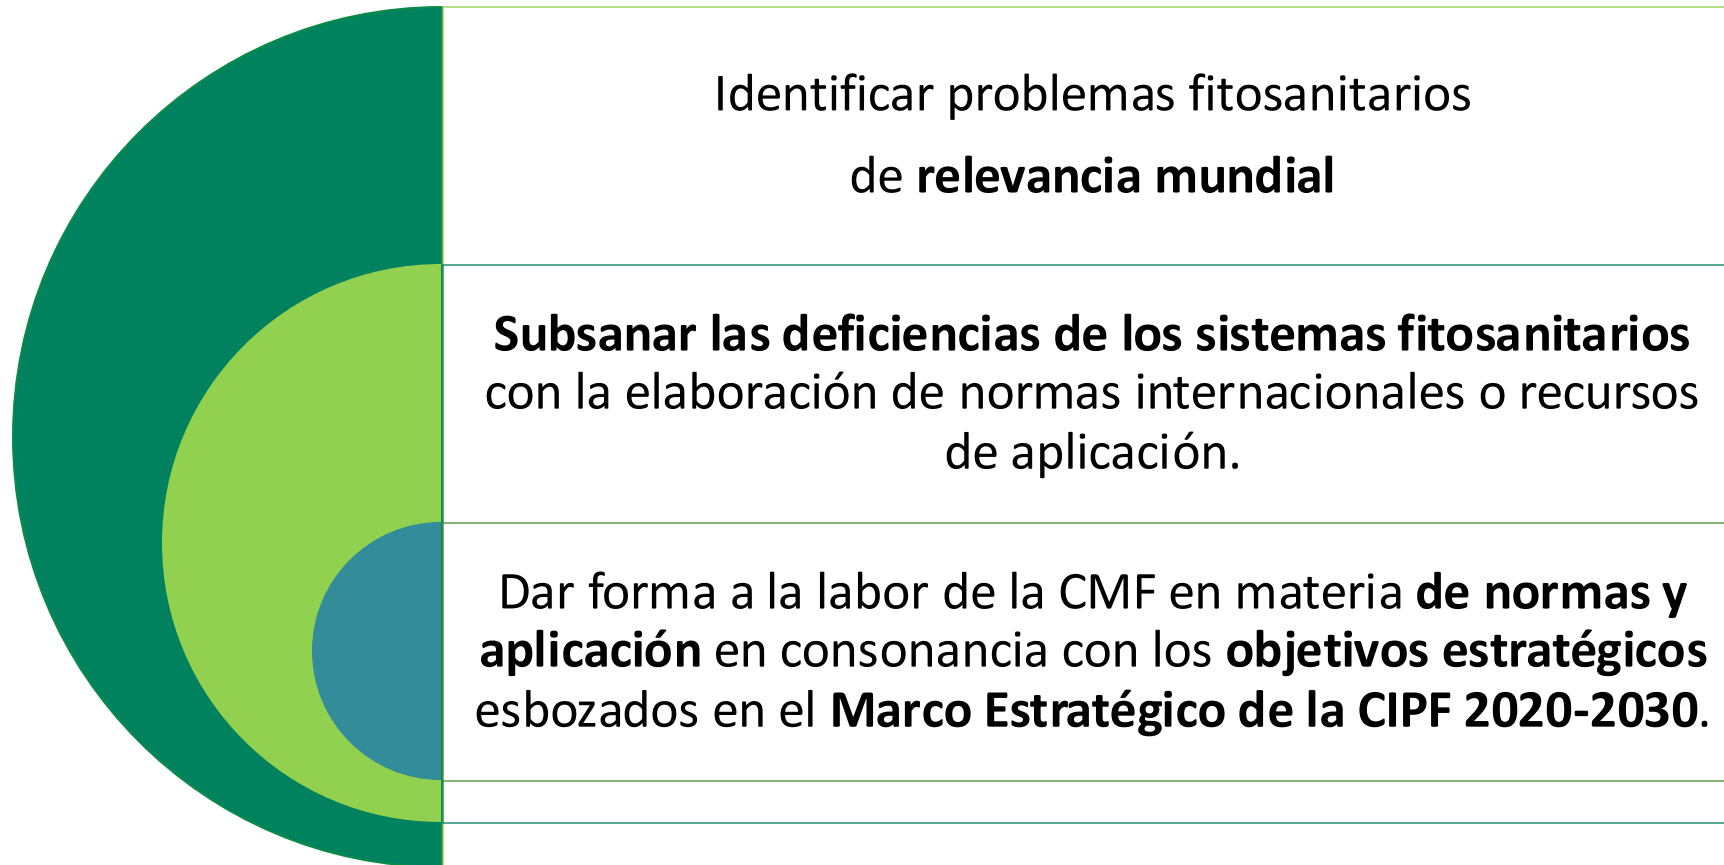 Identificar problemas fitosanitarios
de relevancia mundial
Subsanar las deficiencias de los sistemas fitosanitarios
con la elaboración de normas internacionales o recursos
de aplicación.
Dar forma a la labor de la CMF en materia de normas y
aplicación en consonancia con los objetivos estratégicos
esbozados en el Marco Estratégico de la CIPF 2020-2030.